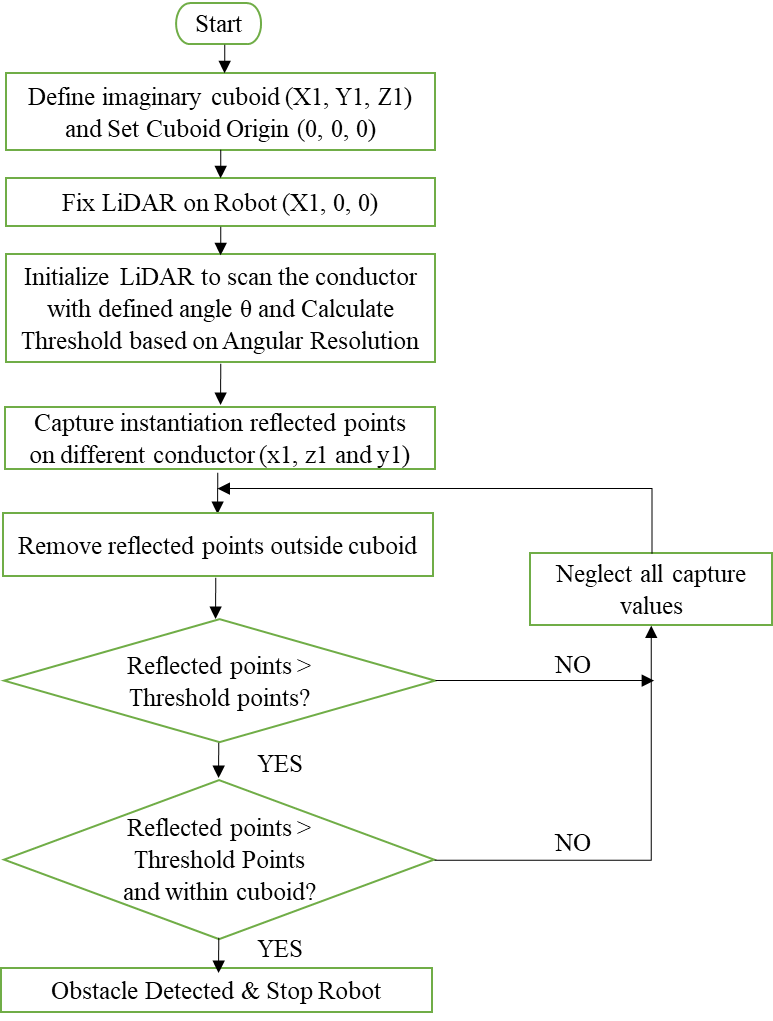 Start
Define imaginary cuboid (X1, Y1, Z1)
and Set Cuboid Origin (0, 0, 0)
Fix LiDAR on Robot (X1, 0, 0)
Initialize LiDAR to scan the conductor
with defined angle θ and Calculate
Threshold based on Angular Resolution
Capture instantiation reflected points
on different conductor (x1, z1 and y1)
Remove reflected points outside cuboid
Neglect all capture
values
Reflected points >
Threshold points?
NO
YES
Reflected points >
Threshold Points
and within cuboid?
NO
YES
Obstacle Detected & Stop Robot